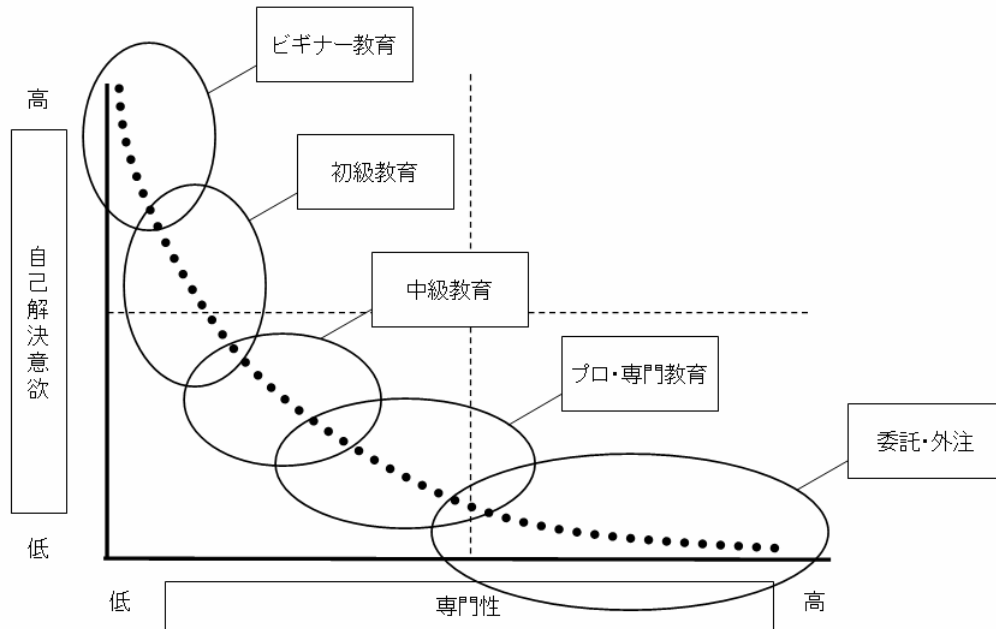 ビギナー教育
高
初級教育
自己解決意欲
中級教育
プロ・専門教育
委託・外注
低
低
専門性
高